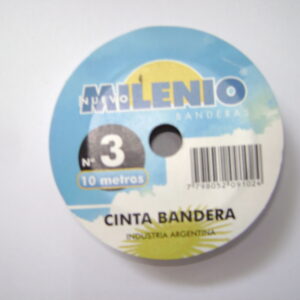 NUEVO
MILENIO
BANDERAS
Nº 3
10 metros
CINTA BANDERA
INDUSTRIA ARGENTINA